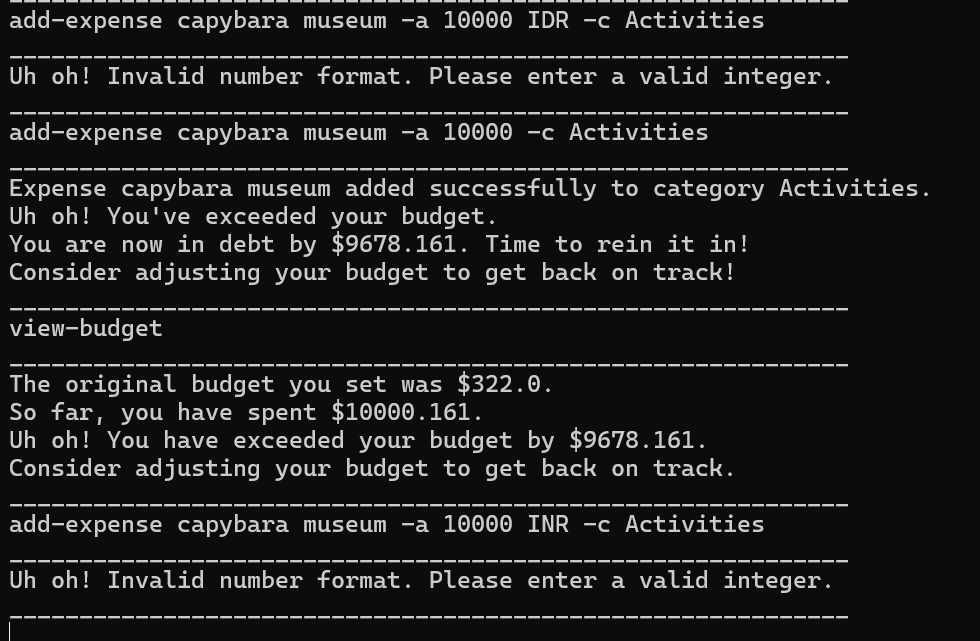 ____________________________________________________________
add-expense capybara museum -a 10000 IDR -c Activities
____________________________________________________________
Uh oh! Invalid number format. Please enter a valid integer.
____________________________________________________________
add-expense capybara museum -a 10000 -c Activities
____________________________________________________________
Expense capybara museum added successfully to category Activities.
Uh oh! You've exceeded your budget.
You are now in debt by $9678.161. Time to rein it in!
Consider adjusting your budget to get back on track!
____________________________________________________________
view-budget
____________________________________________________________
The original budget you set was $322.0.
So far, you have spent $10000.161.
Uh oh! You have exceeded your budget by $9678.161.
Consider adjusting your budget to get back on track.
____________________________________________________________
add-expense capybara museum -a 10000 INR -c Activities
____________________________________________________________
Uh oh! Invalid number format. Please enter a valid integer.
____________________________________________________________